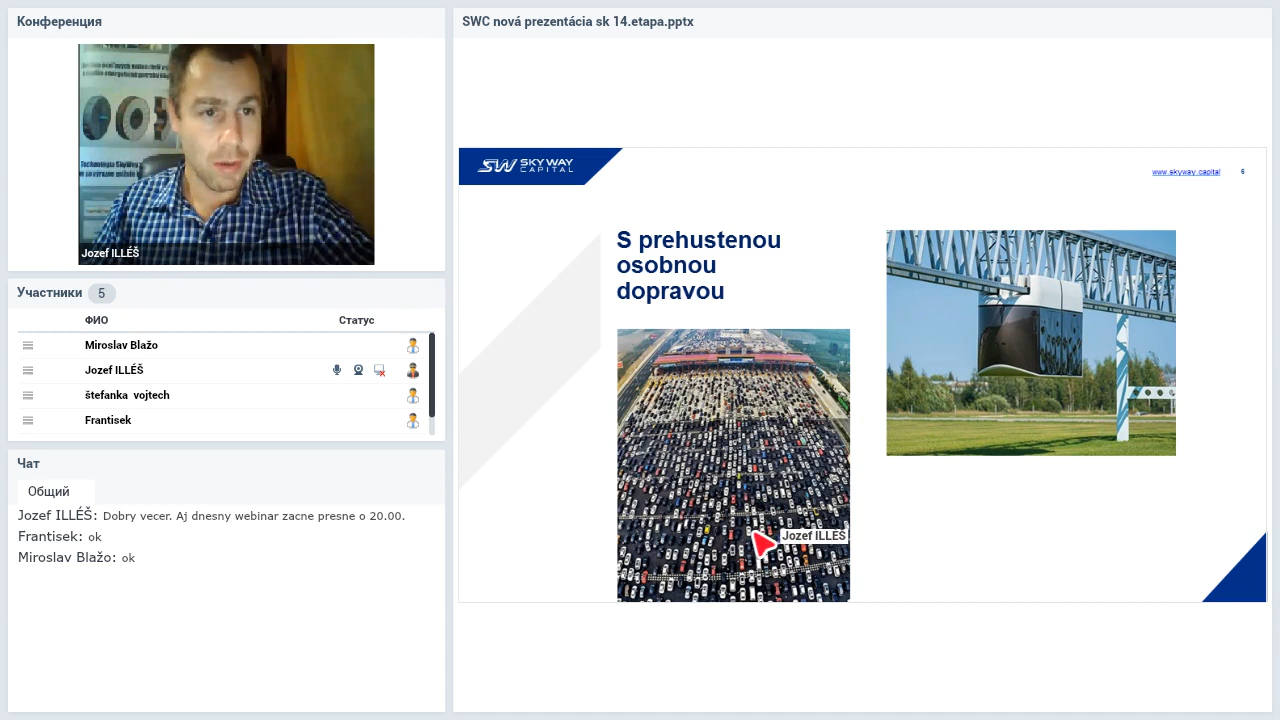 Конференция
Jozef ILLÉŠ
Участники 5
ФИО Статус
Miroslav Blažo
Jozef ILLÉŠ
štefanka vojtech
Frantisek
Чат
Общий
Jozef ILLÉŠ: Dobry vecer. Aj dnesny webinar zacne presne o 20.00.
Frantisek: ok
Miroslav Blažo: ok
SWC nová prezentácia sk 14.etapa.pptx
SW SKY WAY
CAPITAL
www.skyway.capital 6
S prehustenou
osobnou
dopravou
Jozef ILLÉŠ